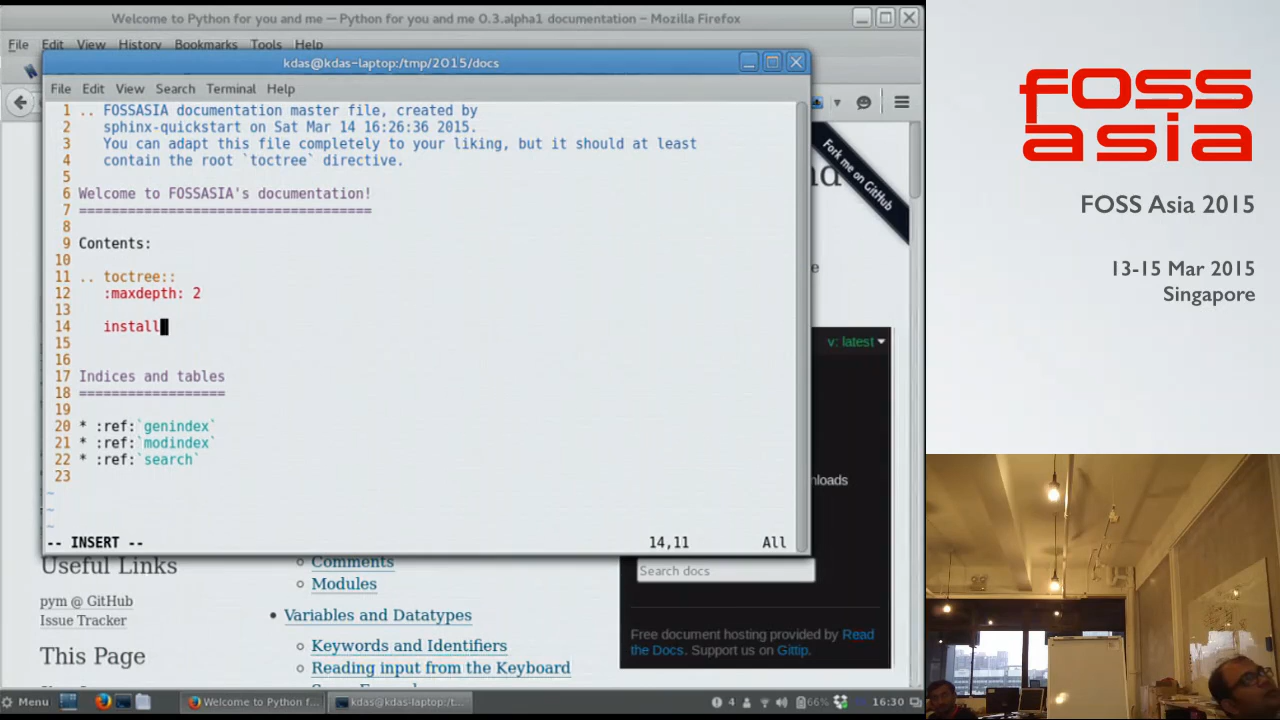 Welcome to Python for you and me — Python for you and me 0.3.alpha1 documentation – Mozilla Firefox
File Edit View History Bookmarks Tools Help
kdas@kdas-laptop:/tmp/2015/docs
File Edit View Search Terminal Help
1 .. FOSSASIA documentation master file, created by
2 sphinx-quickstart on Sat Mar 14 16:26:36 2015.
3 You can adapt this file completely to your liking, but it should at least
4 contain the root `toctree` directive.
5
6 Welcome to FOSSASIA's documentation!
7 ====================================
8
9 Contents:
10
11 .. toctree::
12 :maxdepth: 2
13
14 install
15
16
17 Indices and tables
18 ==================
19
20 * :ref:`genindex`
21 * :ref:`modindex`
22 * :ref:`search`
23
~
~
~
-- INSERT -- 14,11 All
Fork me on GitHub
v: latest
Search docs
Free document hosting provided by Read
the Docs. Support us on Gittip.
Useful Links
pym @ GitHub
Issue Tracker
This Page
Comments
Modules
Variables and Datatypes
Keywords and Identifiers
Reading input from the Keyboard
Menu
Welcome to Python f...
kdas@kdas-laptop:/t...
4
66%
16:30
FOSS
asia
FOSS Asia 2015
13-15 Mar 2015
Singapore